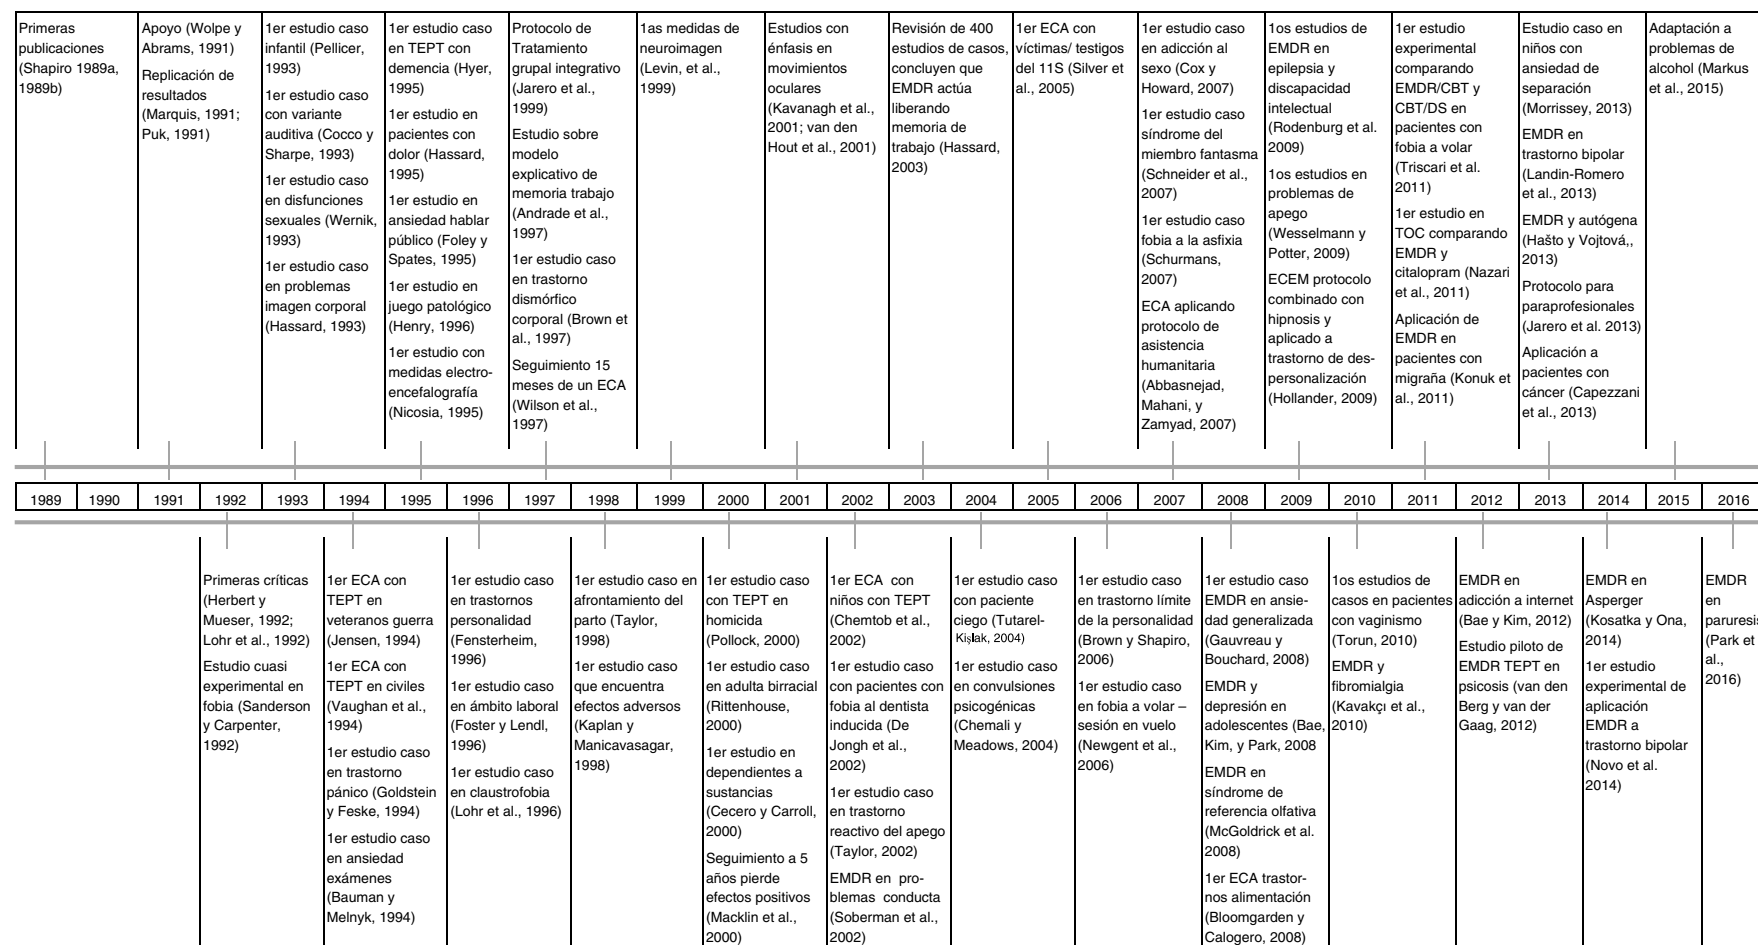 Primeras
publicaciones
(Shapiro 1989a,
1989b)
Apoyo (Wolpe y
Abrams, 1991)
Replicación de
resultados
(Marquis, 1991;
Puk, 1991)
1er estudio caso
infantil (Pellicer,
1993)
1er estudio caso
con variante
auditiva (Cocco y
Sharpe, 1993)
1er estudio caso
en disfunciones
sexuales (Wernik,
1993)
1er estudio caso
en problemas
imagen corporal
(Hassard, 1993)
1er estudio caso
en TEPT con
demencia (Hyer,
1995)
1er estudio en
pacientes con
dolor (Hassard,
1995)
1er estudio en
ansiedad hablar
público (Foley y
Spates, 1995)
1er estudio en
juego patológico
(Henry, 1996)
1er estudio con
medidas electro-
encefalografía
(Nicosia, 1995)
Protocolo de
Tratamiento
grupal integrativo
(Jarero et al.,
1999)
Estudio sobre
modelo
explicativo de
memoria trabajo
(Andrade et al.,
1997)
1er estudio caso
en trastorno
dismórfico
corporal (Brown et
al., 1997)
Seguimiento 15
meses de un ECA
(Wilson et al.,
1997)
1as medidas de
neuroimagen
(Levin, et al.,
1999)
Estudios con
énfasis en
movimientos
oculares
(Kavanagh et al.,
2001; van den
Hout et al., 2001)
Revisión de 400
estudios de casos,
concluyen que
EMDR actúa
liberando
memoria de
trabajo (Hassard,
2003)
1er ECA con
víctimas/ testigos
del 11S (Silver et
al., 2005)
1er estudio caso
en adicción al
sexo (Cox y
Howard, 2007)
1er estudio caso
síndrome del
miembro fantasma
(Schneider et al.,
2007)
1er estudio caso
fobia a la asfixia
(Schurmans,
2007)
ECA aplicando
protocolo de
asistencia
humanitaria
(Abbasnejad,
Mahani, y
Zamyad, 2007)
1os estudios de
EMDR en
epilepsia y
discapacidad
intelectual
(Rodenburg et al.
2009)
1os estudios en
problemas de
apego
(Wesselmann y
Potter, 2009)
ECEM protocolo
combinado con
hipnosis y
aplicado a
trastorno de des-
personalización
(Hollander, 2009)
1er estudio
experimental
comparando
EMDR/CBT y
CBT/DS en
pacientes con
fobia a volar
(Triscari et al.
2011)
1er estudio en
TOC comparando
EMDR y
citalopram (Nazari
et al., 2011)
Aplicación de
EMDR en
pacientes con
migraña (Konuk et
al., 2011)
Estudio caso en
niños con
ansiedad de
separación
(Morrissey, 2013)
EMDR en
trastorno bipolar
(Landin-Romero
et al., 2013)
EMDR y autógena
(Hašto y Vojtová,,
2013)
Protocolo para
paraprofesionales
(Jarero et al. 2013)
Aplicación a
pacientes con
cáncer (Capezzani
et al., 2013)
Adaptación a
problemas de
alcohol (Markus
et al., 2015)
1989 1990 1991 1992 1993 1994 1995 1996 1997 1998 1999 2000 2001 2002 2003 2004 2005 2006 2007 2008 2009 2010 2011 2012 2013 2014 2015 2016
Primeras críticas
(Herbert y
Mueser, 1992;
Lohr et al., 1992)
Estudio cuasi
experimental en
fobia (Sanderson
y Carpenter,
1992)
1er ECA con
TEPT en
veteranos guerra
(Jensen, 1994)
1er ECA con
TEPT en civiles
(Vaughan et al.,
1994)
1er estudio caso
en trastorno
pánico (Goldstein
y Feske, 1994)
1er estudio caso
en ansiedad
exámenes
(Bauman y
Melnyk, 1994)
1er estudio caso
en trastornos
personalidad
(Fensterheim,
1996)
1er estudio caso
en ámbito laboral
(Foster y Lendl,
1996)
1er estudio caso
en claustrofobia
(Lohr et al., 1996)
1er estudio caso en
afrontamiento del
parto (Taylor,
1998)
1er estudio caso
que encuentra
efectos adversos
(Kaplan y
Manicavasagar,
1998)
1er estudio caso
con TEPT en
homicida
(Pollock, 2000)
1er estudio caso
en adulta birracial
(Rittenhouse,
2000)
1er estudio en
dependientes a
sustancias
(Cecero y Carroll,
2000)
Seguimiento a 5
años pierde
efectos positivos
(Macklin et al.,
2000)
1er ECA con
niños con TEPT
(Chemtob et al.,
2002)
1er estudio caso
con pacientes con
fobia al dentista
inducida (De
Jongh et al.,
2002)
1er estudio caso
en trastorno
reactivo del apego
(Taylor, 2002)
EMDR en pro-
blemas conducta
(Soberman et al.,
2002)
1er estudio caso
con paciente
ciego (Tutarel-
Kişlak, 2004)
1er estudio caso
en convulsiones
psicogénicas
(Chemali y
Meadows, 2004)
1er estudio caso
en trastorno límite
de la personalidad
(Brown y Shapiro,
2006)
1er estudio caso
en fobia a volar –
sesión en vuelo
(Newgent et al.,
2006)
1er estudio caso
EMDR en ansie-
dad generalizada
(Gauvreau y
Bouchard, 2008)
EMDR y
depresión en
adolescentes (Bae,
Kim, y Park, 2008
EMDR en
síndrome de
referencia olfativa
(McGoldrick et al.
2008)
1er ECA trastor-
nos alimentación
(Bloomgarden y
Calogero, 2008)
1os estudios de
casos en pacientes
con vaginismo
(Torun, 2010)
EMDR y
fibromialgia
(Kavakçı et al.,
2010)
EMDR en
adicción a internet
(Bae y Kim, 2012)
Estudio piloto de
EMDR TEPT en
psicosis (van den
Berg y van der
Gaag, 2012)
EMDR en
Asperger
(Kosatka y Ona,
2014)
1er estudio
experimental de
aplicación
EMDR a
trastorno bipolar
(Novo et al.
2014)
EMDR
en
paruresis
(Park et
al.,
2016)